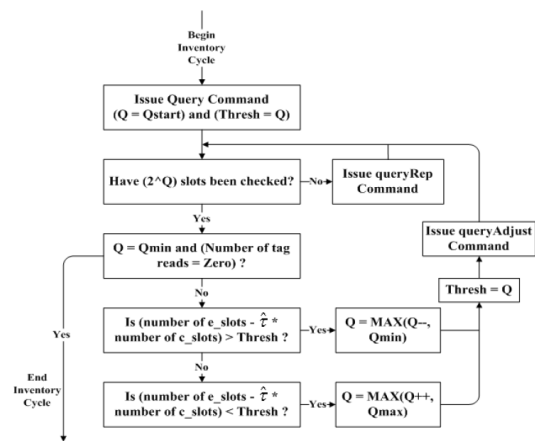 Begin
Inventory
Cycle
Issue Query Command
(Q = Qstart) and (Thresh = Q)
Have (2^Q) slots been checked?
No
Issue queryRep
Command
Yes
Issue queryAdjust
Command
Q = Qmin and (Number of tag
reads = Zero) ?
Thresh = Q
No
Yes
Is (number of e_slots - τ̂ *
number of c_slots) > Thresh ?
Yes
Q = MAX(Q--,
Qmin)
End
Inventory
Cycle
No
Is (number of e_slots - τ̂ *
number of c_slots) < Thresh ?
Yes
Q = MAX(Q++,
Qmax)